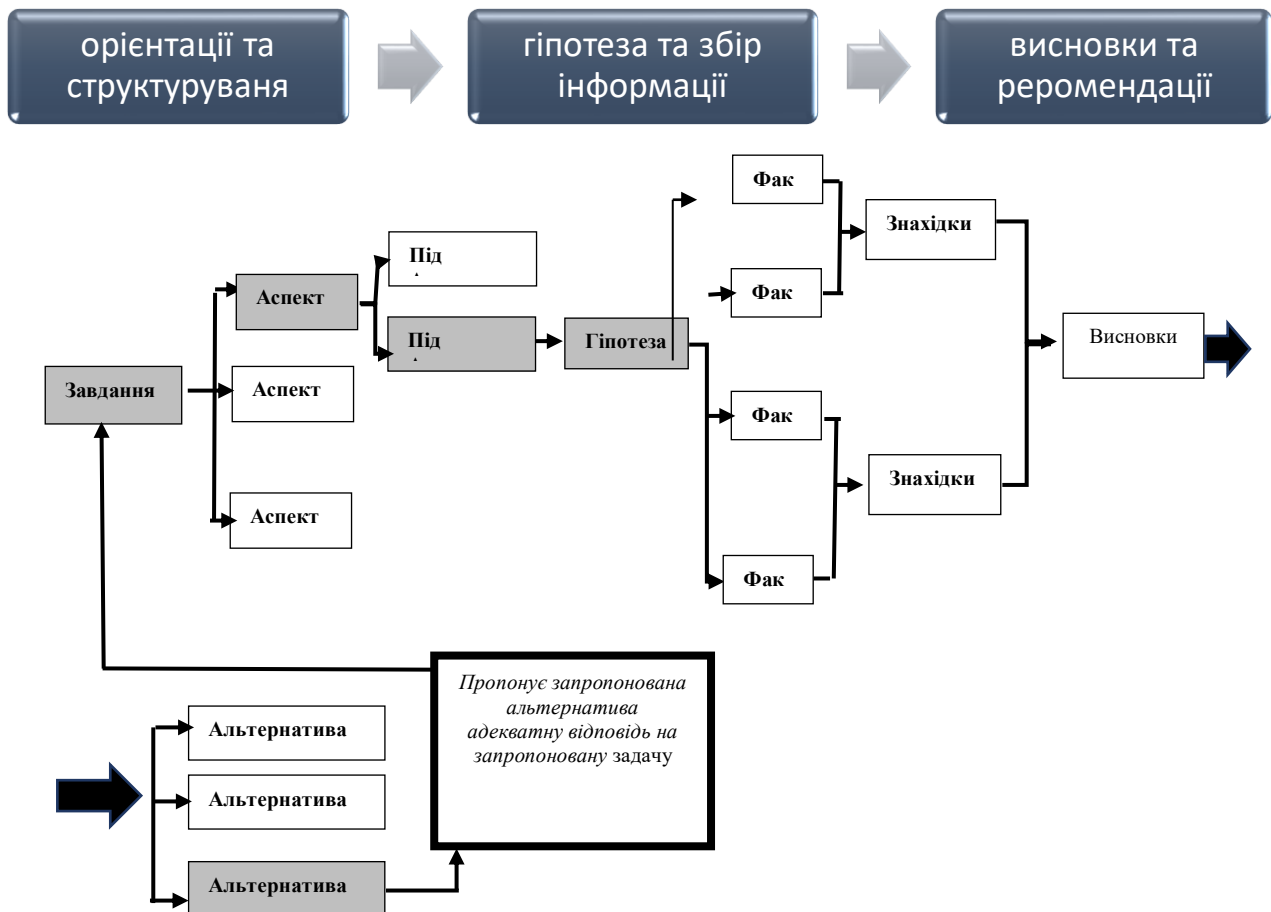 орієнтації та
структуруваня
гіпотеза та збір
інформації
висновки та
реромендації
Фак
Знахідки
Під
Фак
Аспект
Під
Гіпотеза
Висновки
Завдання
Аспект
Фак
Знахідки
Аспект
Фак
Пропонує запропонована
альтернатива
адекватну відповідь на
запропоновану задачу
Альтернатива
Альтернатива
Альтернатива